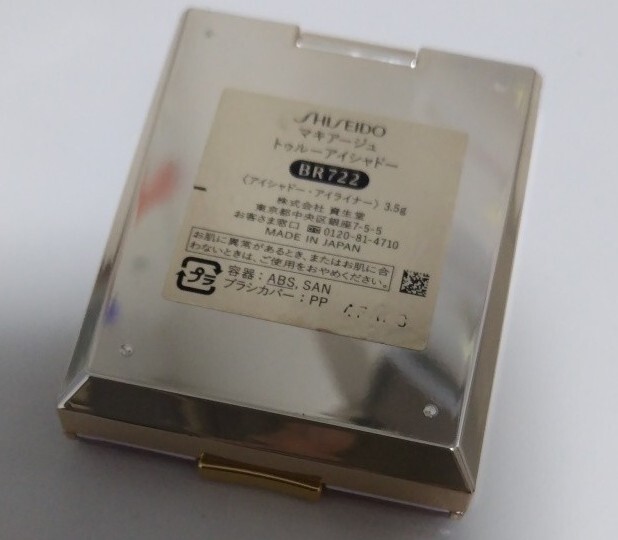 SHISEIDO
マキアージュ
トゥルーアイシャドー
BR722
〈アイシャドー・アイライナー〉3.5g
株式会社 資生堂
東京都中央区銀座7-5-5
お客さま窓口 0120-81-4710
MADE IN JAPAN
お肌に異常があるとき、またはお肌に合
わないときは、ご使用をおやめください。
プラ 容器:ABS, SAN
ブラシカバー:PP